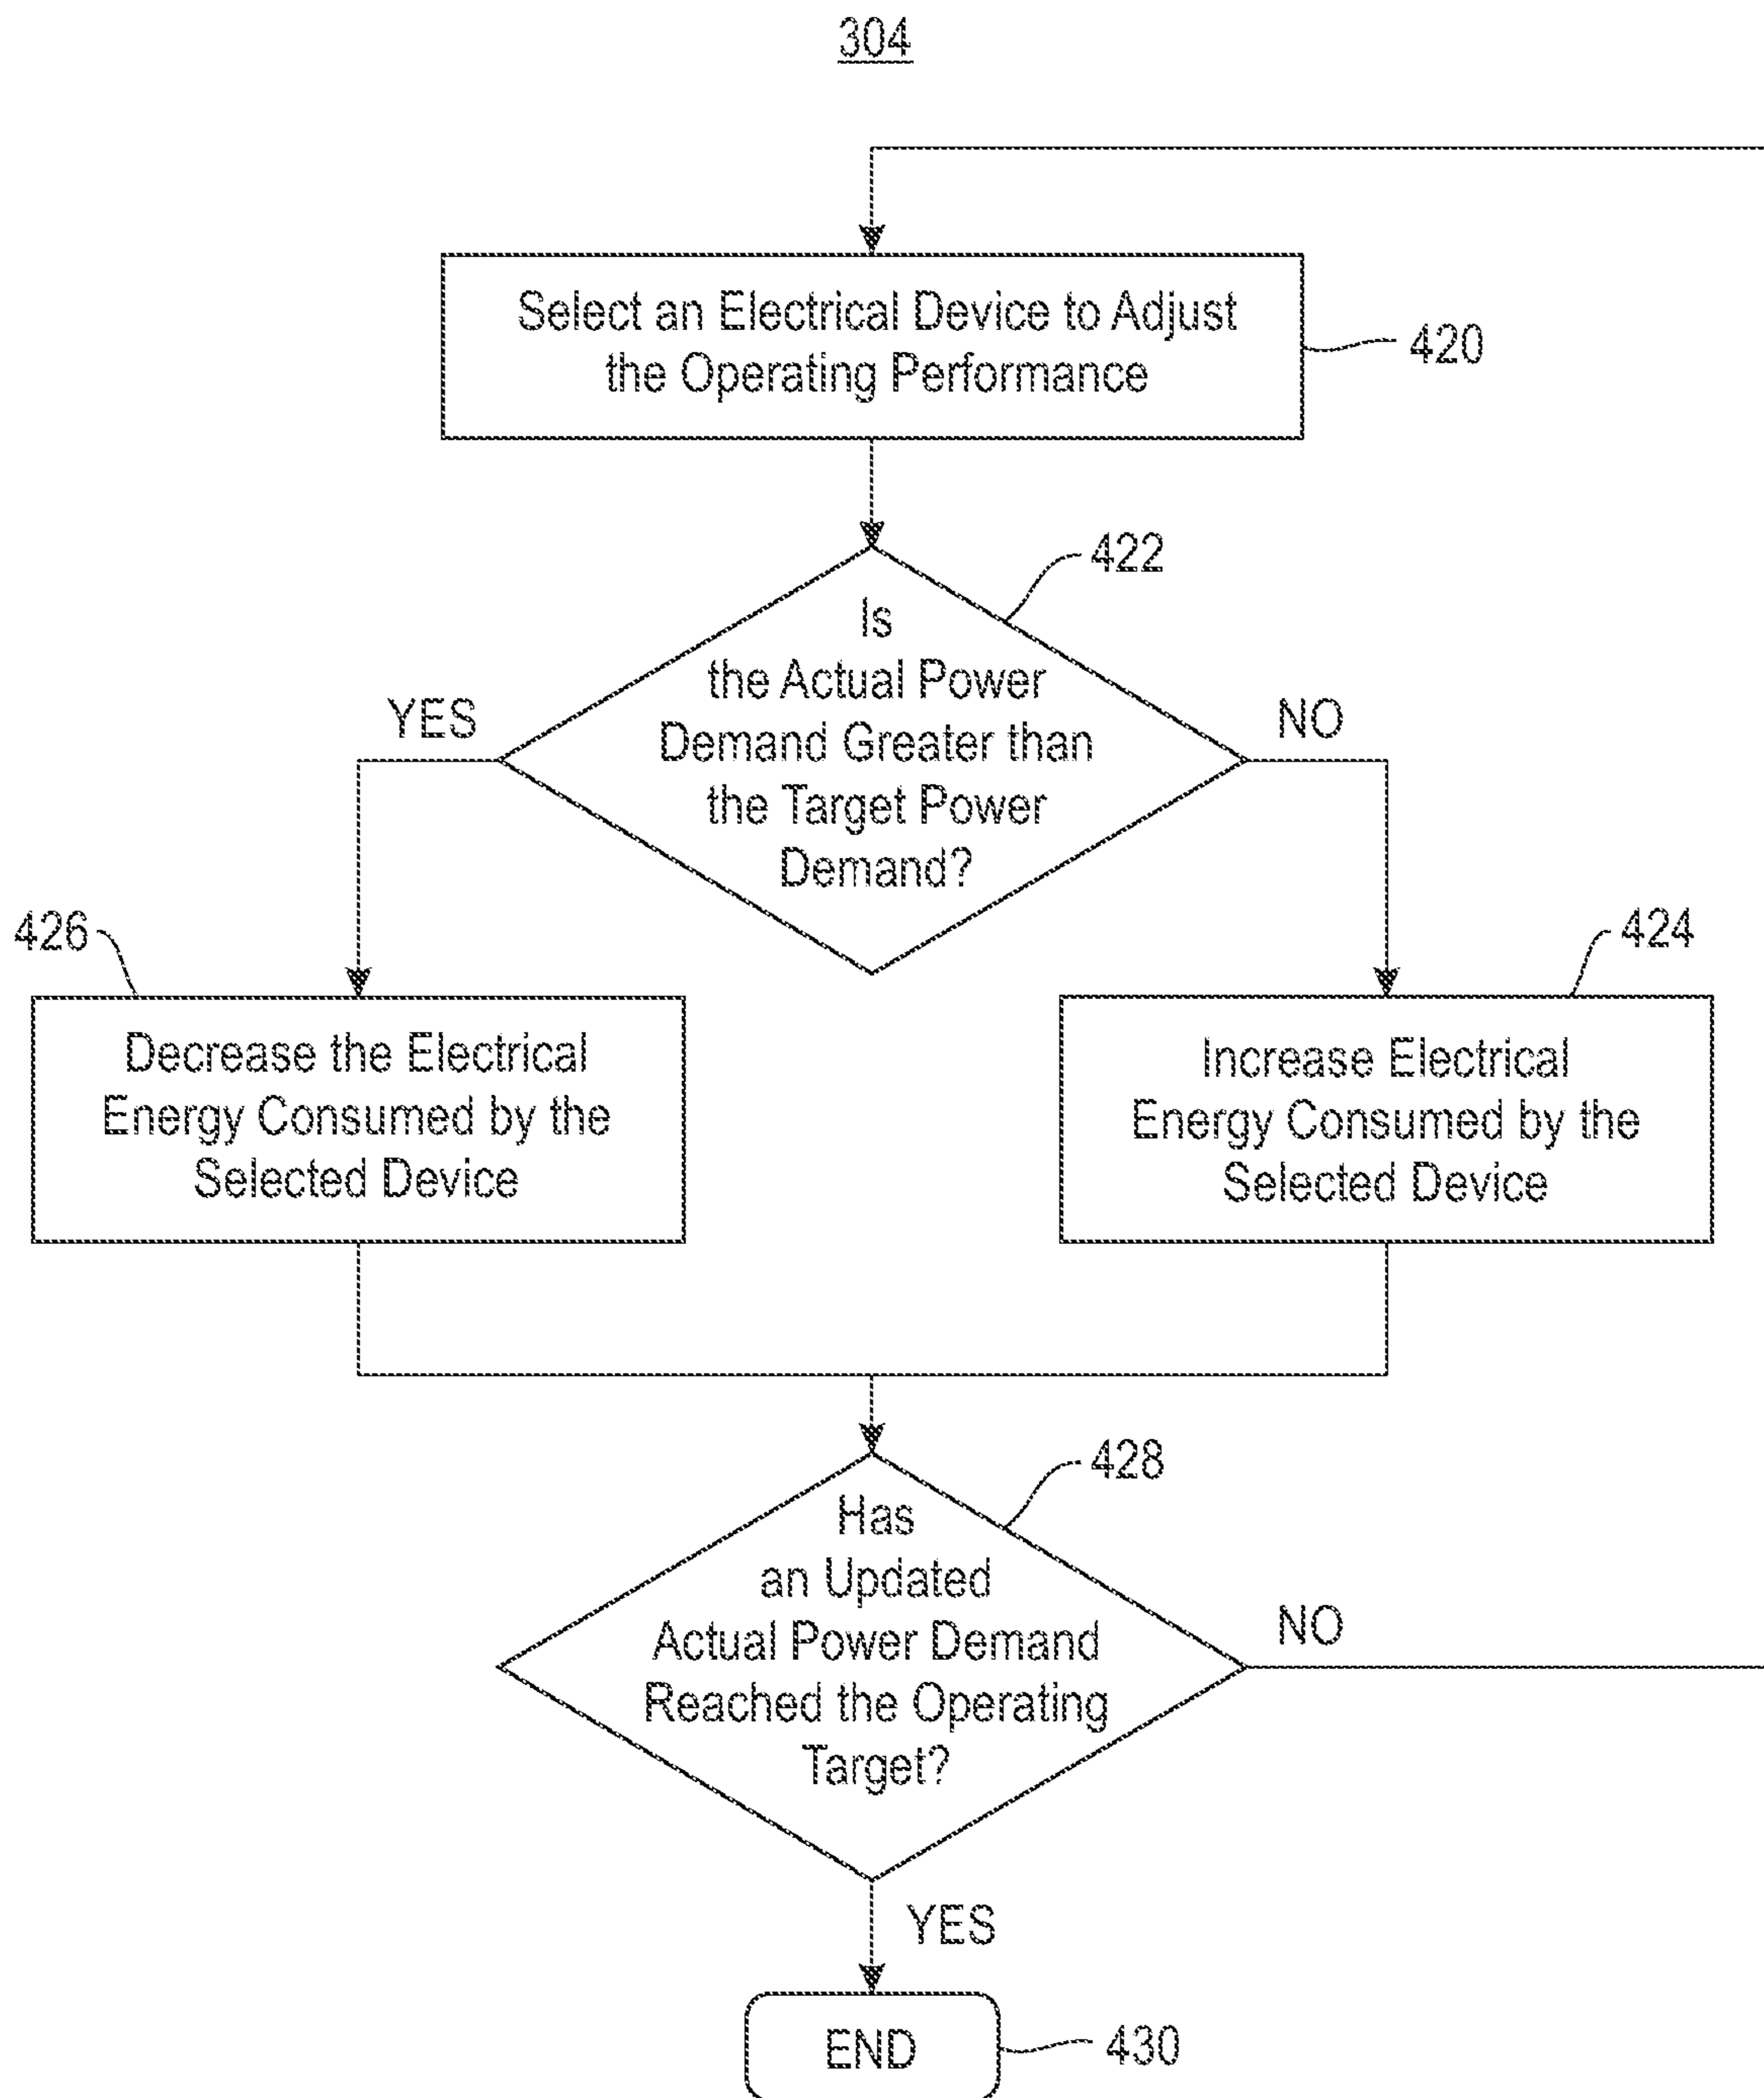 304
Select an Electrical Device to Adjust
the Operating Performance
420
422
Is
the Actual Power
Demand Greater than
the Target Power
Demand?
YES
NO
426
424
Decrease the Electrical
Energy Consumed by the
Selected Device
Increase Electrical
Energy Consumed by the
Selected Device
428
Has
an Updated
Actual Power Demand
Reached the Operating
Target?
NO
YES
END
430